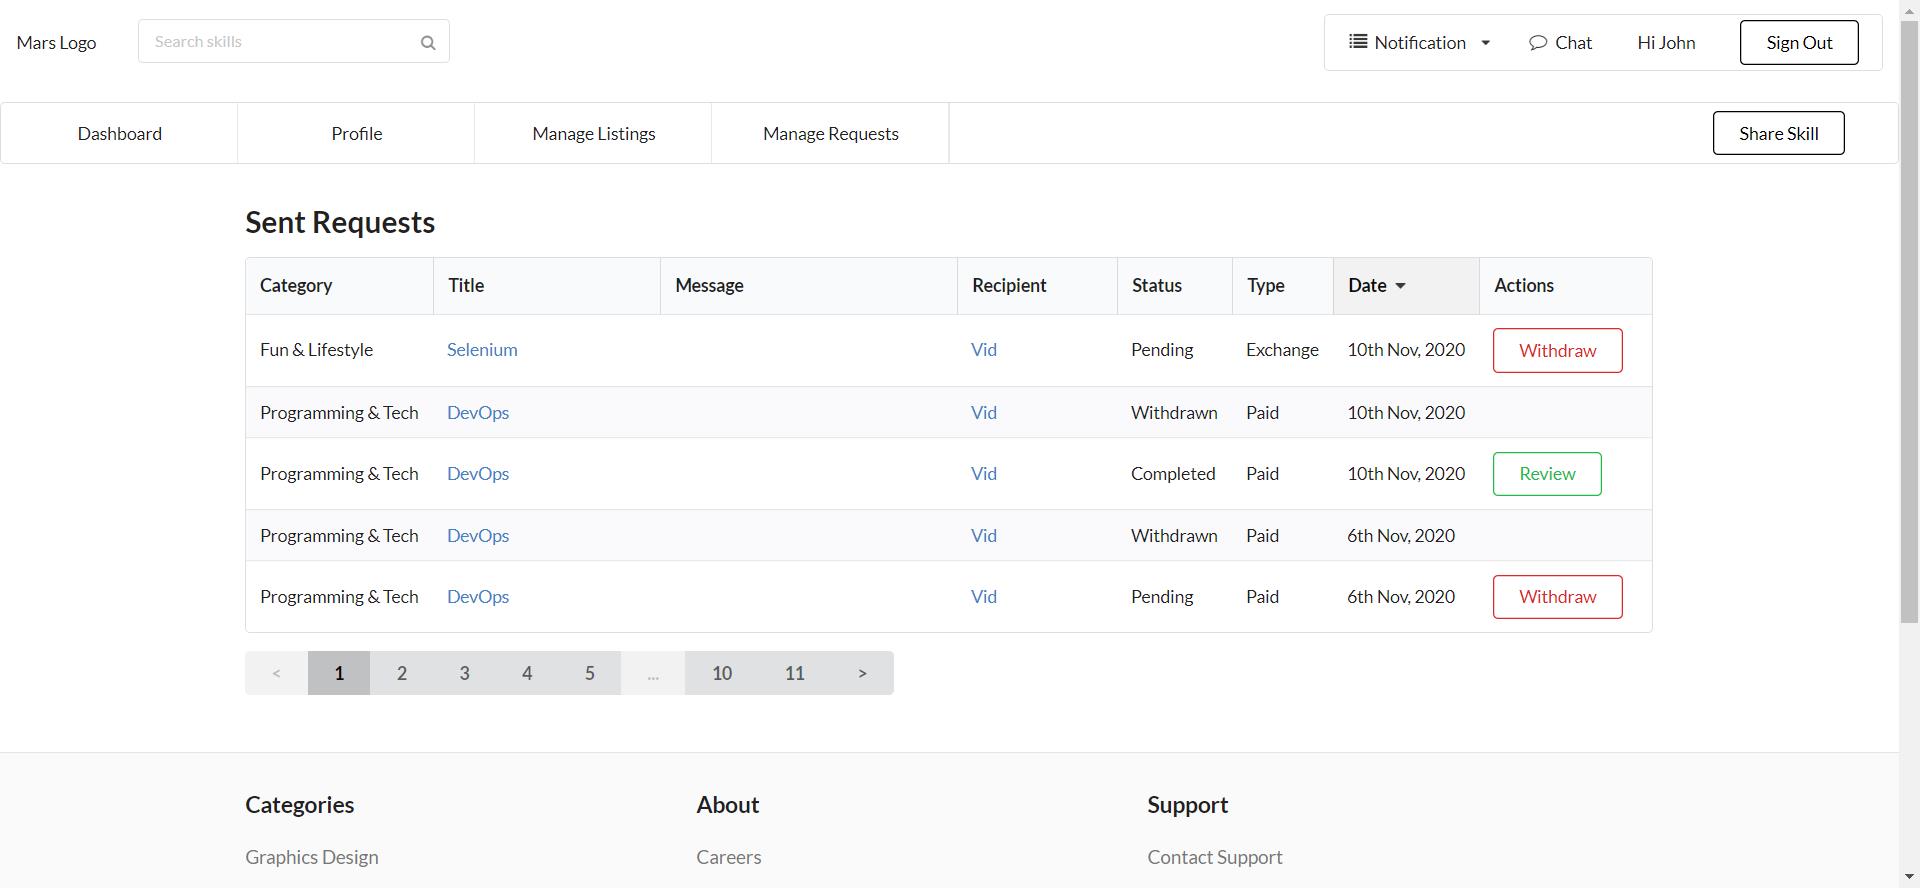 Mars Logo
Search skills
Notification
Chat
Hi John
Sign Out
Dashboard
Profile
Manage Listings
Manage Requests
Share Skill
Sent Requests
Category Title Message Recipient Status Type Date Actions
Fun & Lifestyle Selenium Vid Pending Exchange 10th Nov, 2020 Withdraw
Programming & Tech DevOps Vid Withdrawn Paid 10th Nov, 2020
Programming & Tech DevOps Vid Completed Paid 10th Nov, 2020 Review
Programming & Tech DevOps Vid Withdrawn Paid 6th Nov, 2020
Programming & Tech DevOps Vid Pending Paid 6th Nov, 2020 Withdraw
< 1 2 3 4 5 ... 10 11 >
Categories About Support
Graphics Design Careers Contact Support